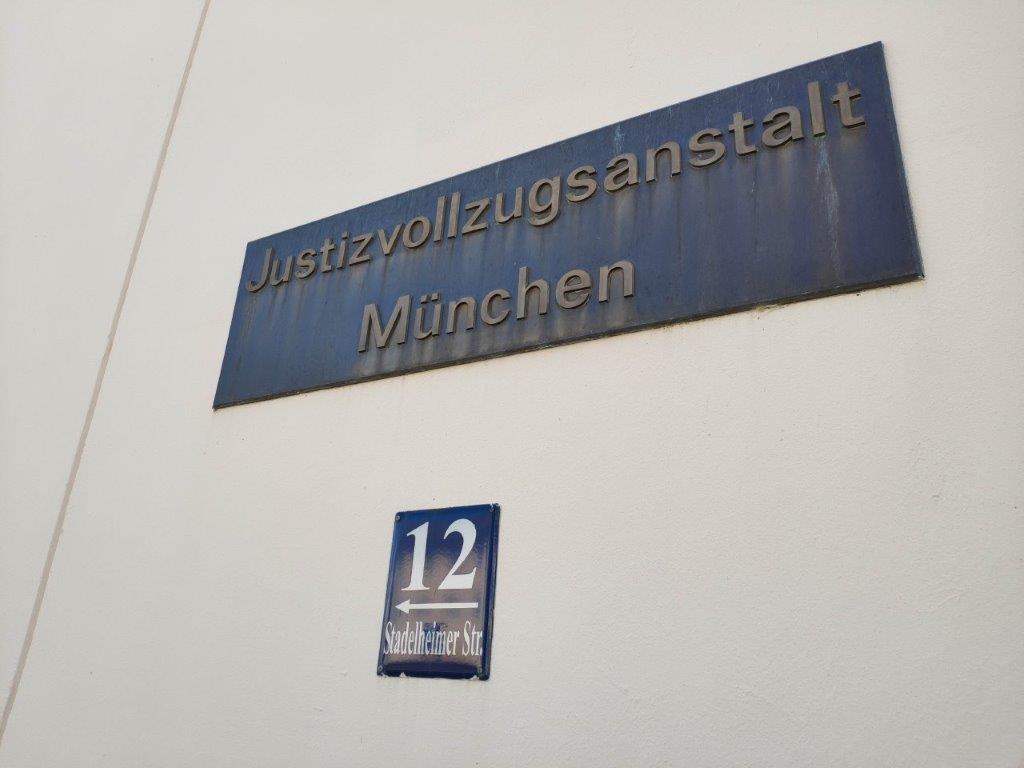 Justizvollzugsanstalt
München
12
Stadelheimer Str.